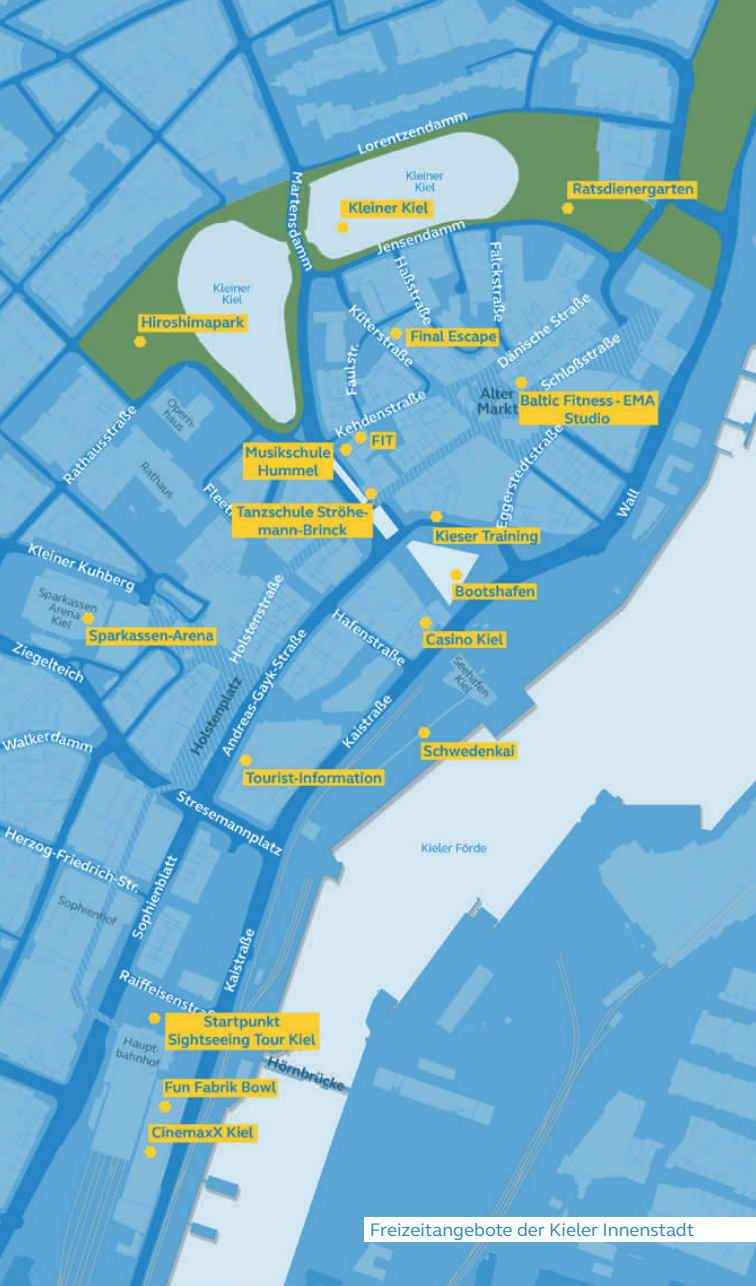 Lorentzendamm
Kleiner
Kiel
Ratsdienergarten
Martensdamm
Kleiner Kiel
Jensendamm
Falckstraße
Haßstraße
Kleiner
Kiel
Hiroshimapark
Küterstraße
Final Escape
Dänische Straße
Schloßstraße
Faulstr.
Alter
Markt
Baltic Fitness - EMA
Studio
Opern-
haus
Kehdenstraße
Rathausstraße
FIT
Musikschule
Hummel
Rathaus
Fleet
Eggerstedtstraße
Wall
Tanzschule Ströhe-
mann-Brinck
Kieser Training
Kleiner Kuhberg
Bootshafen
Sparkassen
Arena
Kiel
Sparkassen-Arena
Holstenstraße
Hafenstraße
Casino Kiel
Ziegelteich
Andreas-Gayk-Straße
Seehafen
Kiel
Holstenplatz
Kaistraße
Walkerdamm
Schwedenkai
Tourist-Information
Stresemannplatz
Kieler Förde
Herzog-Friedrich-Str.
Sophienblatt
Sophienhof
Kaistraße
Raiffeisenstra
Startpunkt
Sightseeing Tour Kiel
Haupt-
bahnhof
Hörnbrücke
Fun Fabrik Bowl
CinemaxX Kiel
Freizeitangebote der Kieler Innenstadt